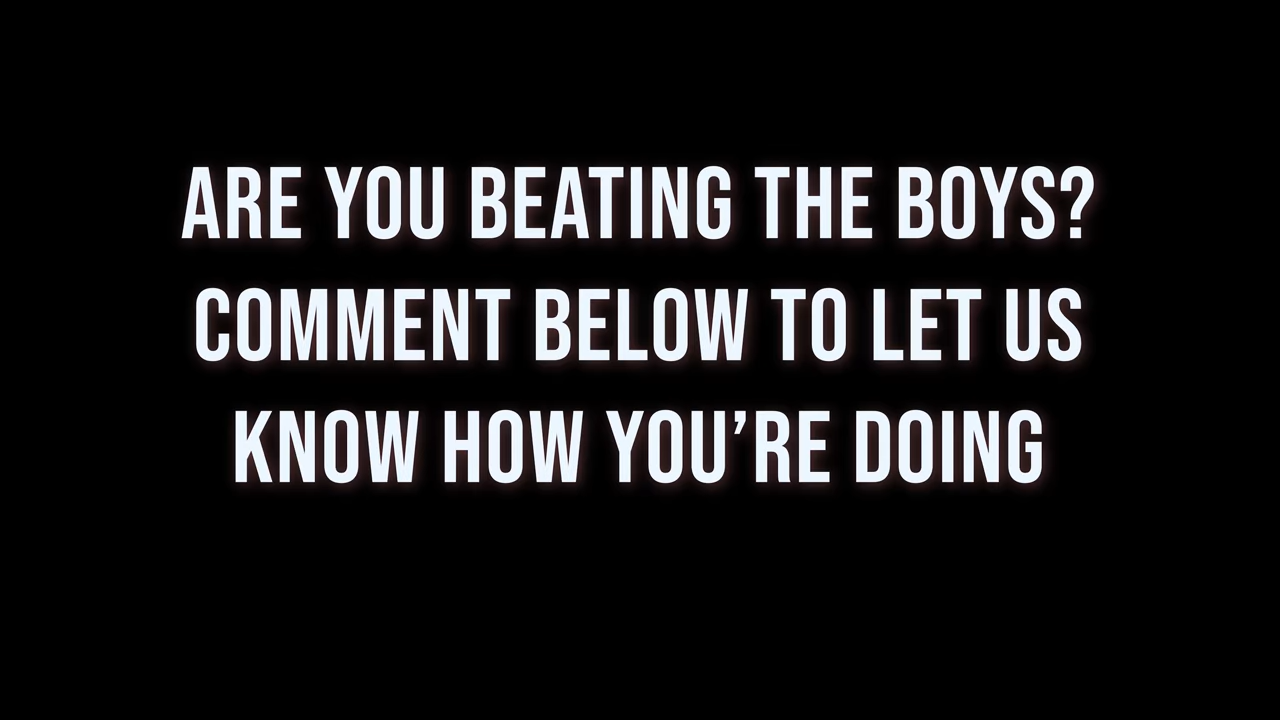 ARE YOU BEATING THE BOYS?
COMMENT BELOW TO LET US
KNOW HOW YOU’RE DOING